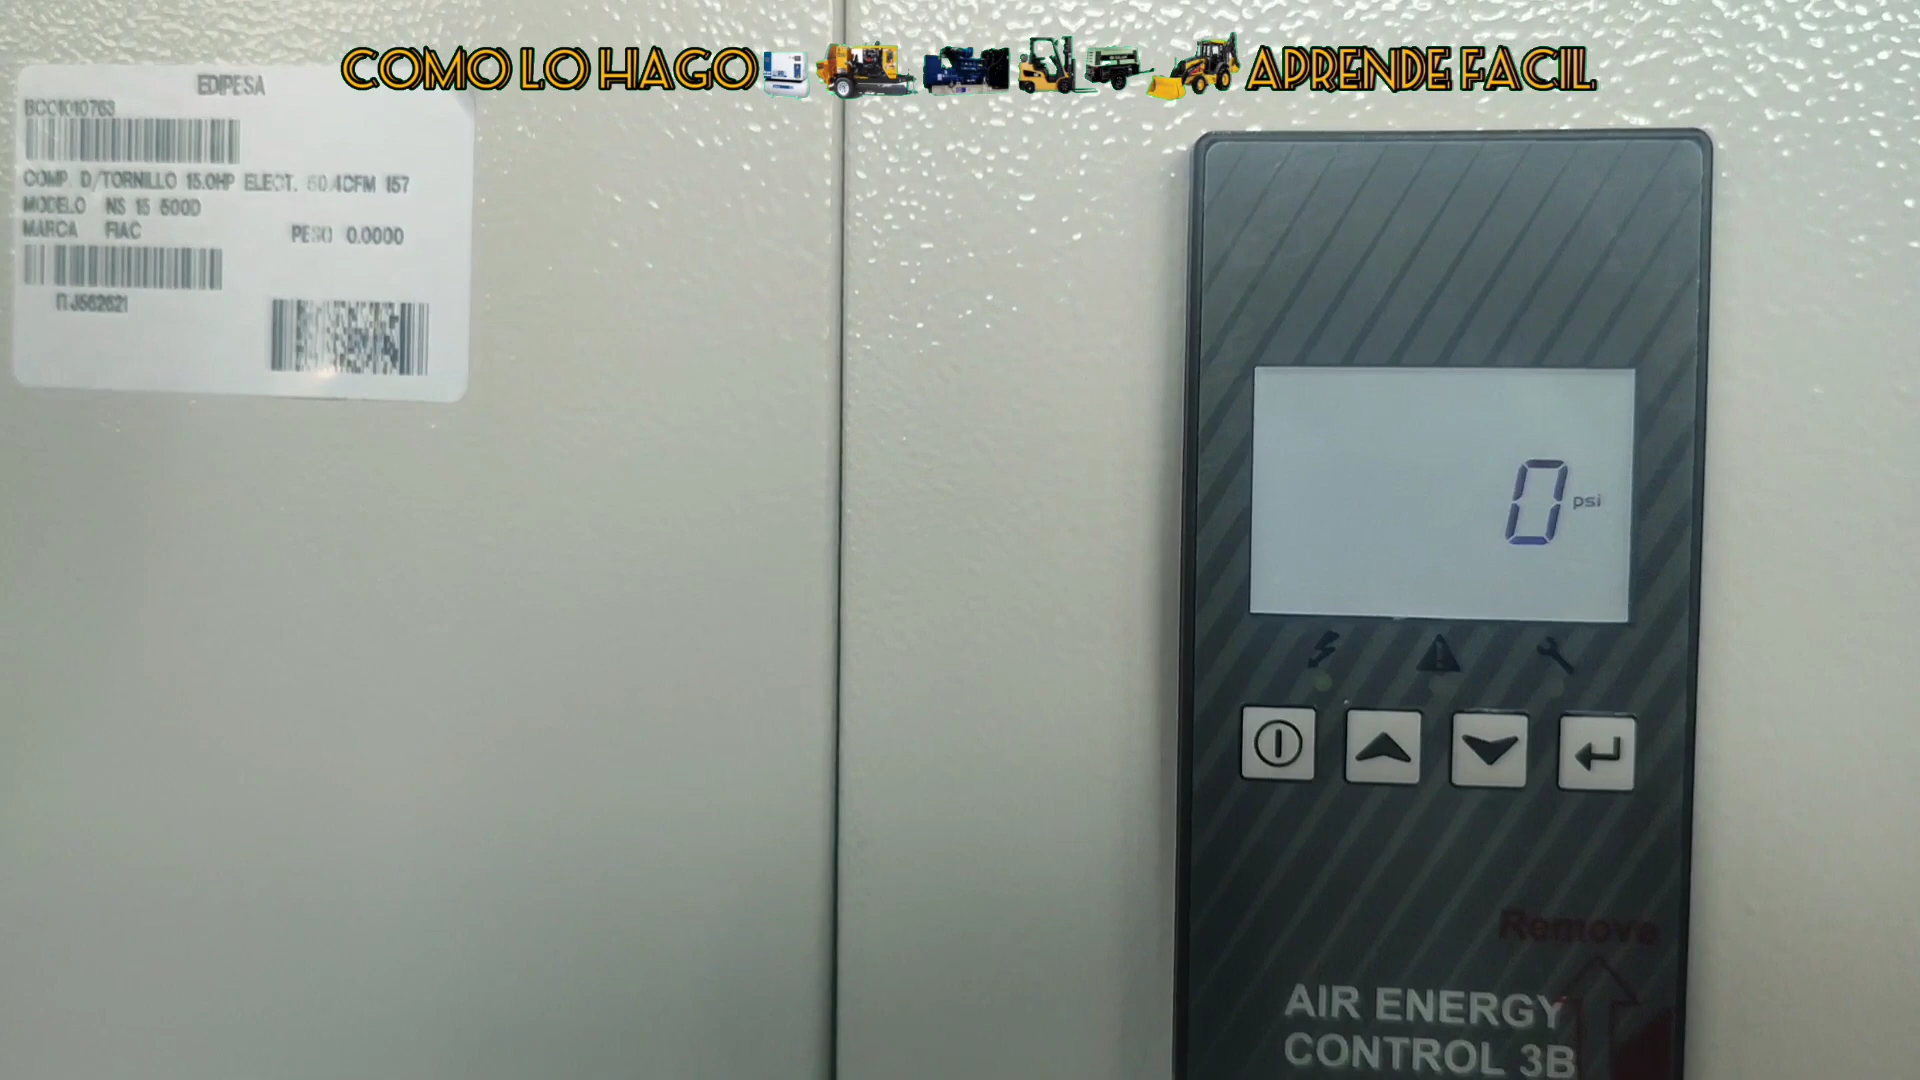 COMO LO HAGO APRENDE FACIL
EDIPESA
BCC1010763
COMP. D/TORNILLO 15.0HP ELECT. 60.4CFM 157
MODELO NS 15 500D
MARCA FIAC PESO 0.0000
0 psi
Remove
AIR ENERGY
CONTROL 3B